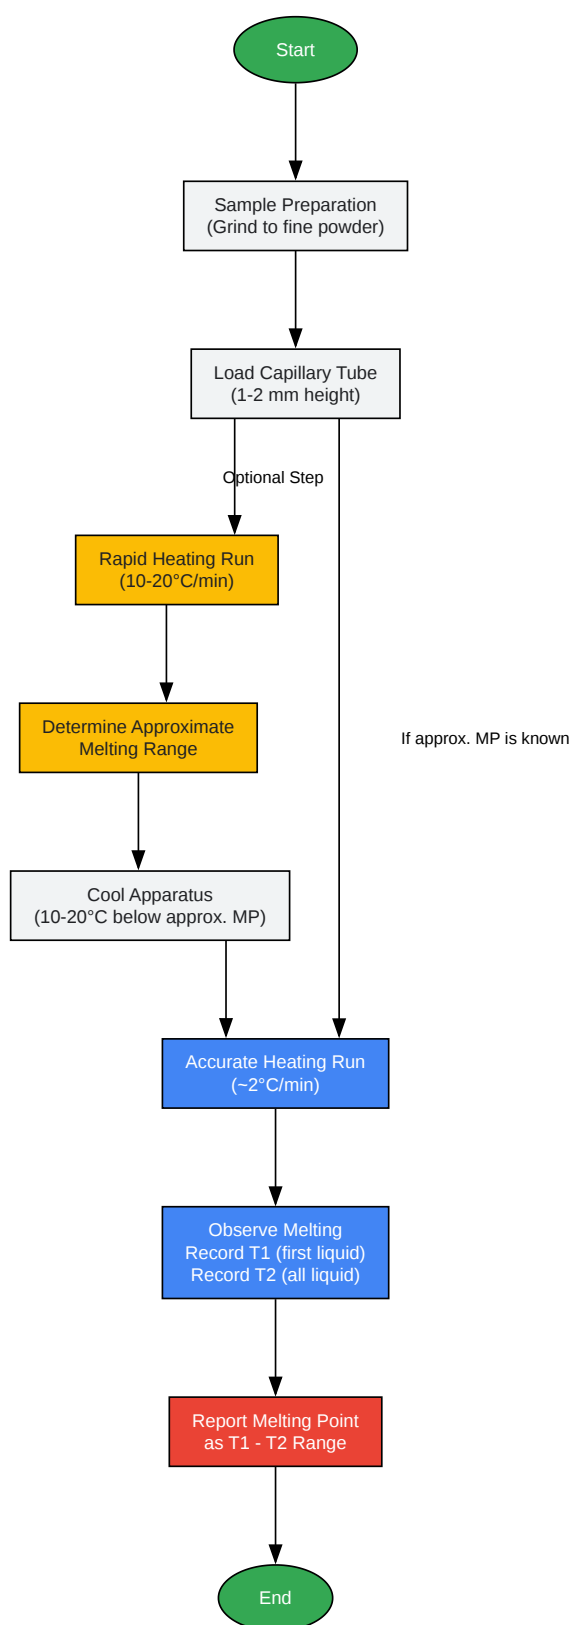 Start
Sample Preparation
(Grind to fine powder)
Load Capillary Tube
(1-2 mm height)
Optional Step
Rapid Heating Run
(10-20°C/min)
Determine Approximate
Melting Range
If approx. MP is known
Cool Apparatus
(10-20°C below approx. MP)
Accurate Heating Run
(~2°C/min)
Observe Melting
Record T1 (first liquid)
Record T2 (all liquid)
Report Melting Point
as T1 - T2 Range
End